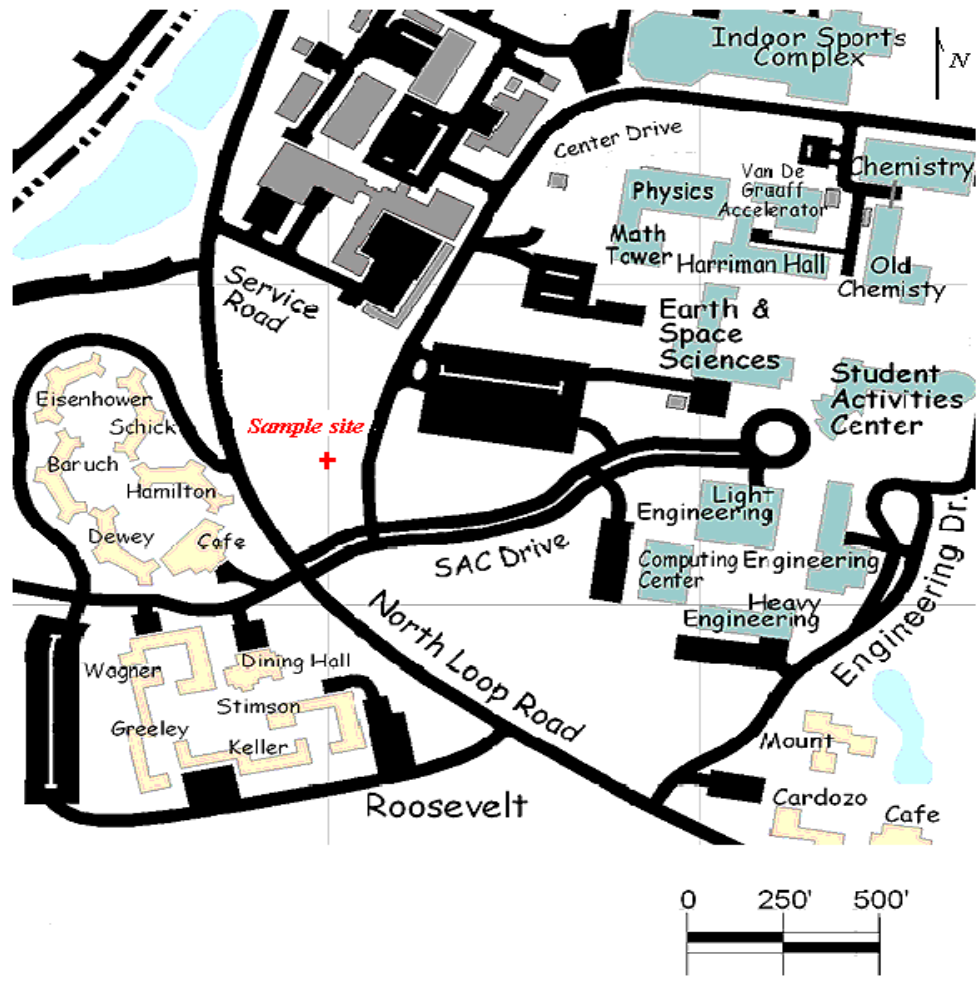 Indoor Sports
Complex
N
Center Drive
Chemistry
Van De
Graaff
Accelerator
Physics
Math
Tower
Harriman Hall
Old
Chemisty
Service
Road
Earth &
Space
Sciences
Student
Activities
Center
Eisenhower
Schick
Sample site
Baruch
Hamilton
Dewey
Cafe
Light
Engineering
SAC Drive
Computing
Center
Engineering
Engineering Dr.
Heavy
Engineering
North Loop Road
Wagner
Dining Hall
Stimson
Greeley
Keller
Mount
Roosevelt
Cardozo
Cafe
0 250' 500'